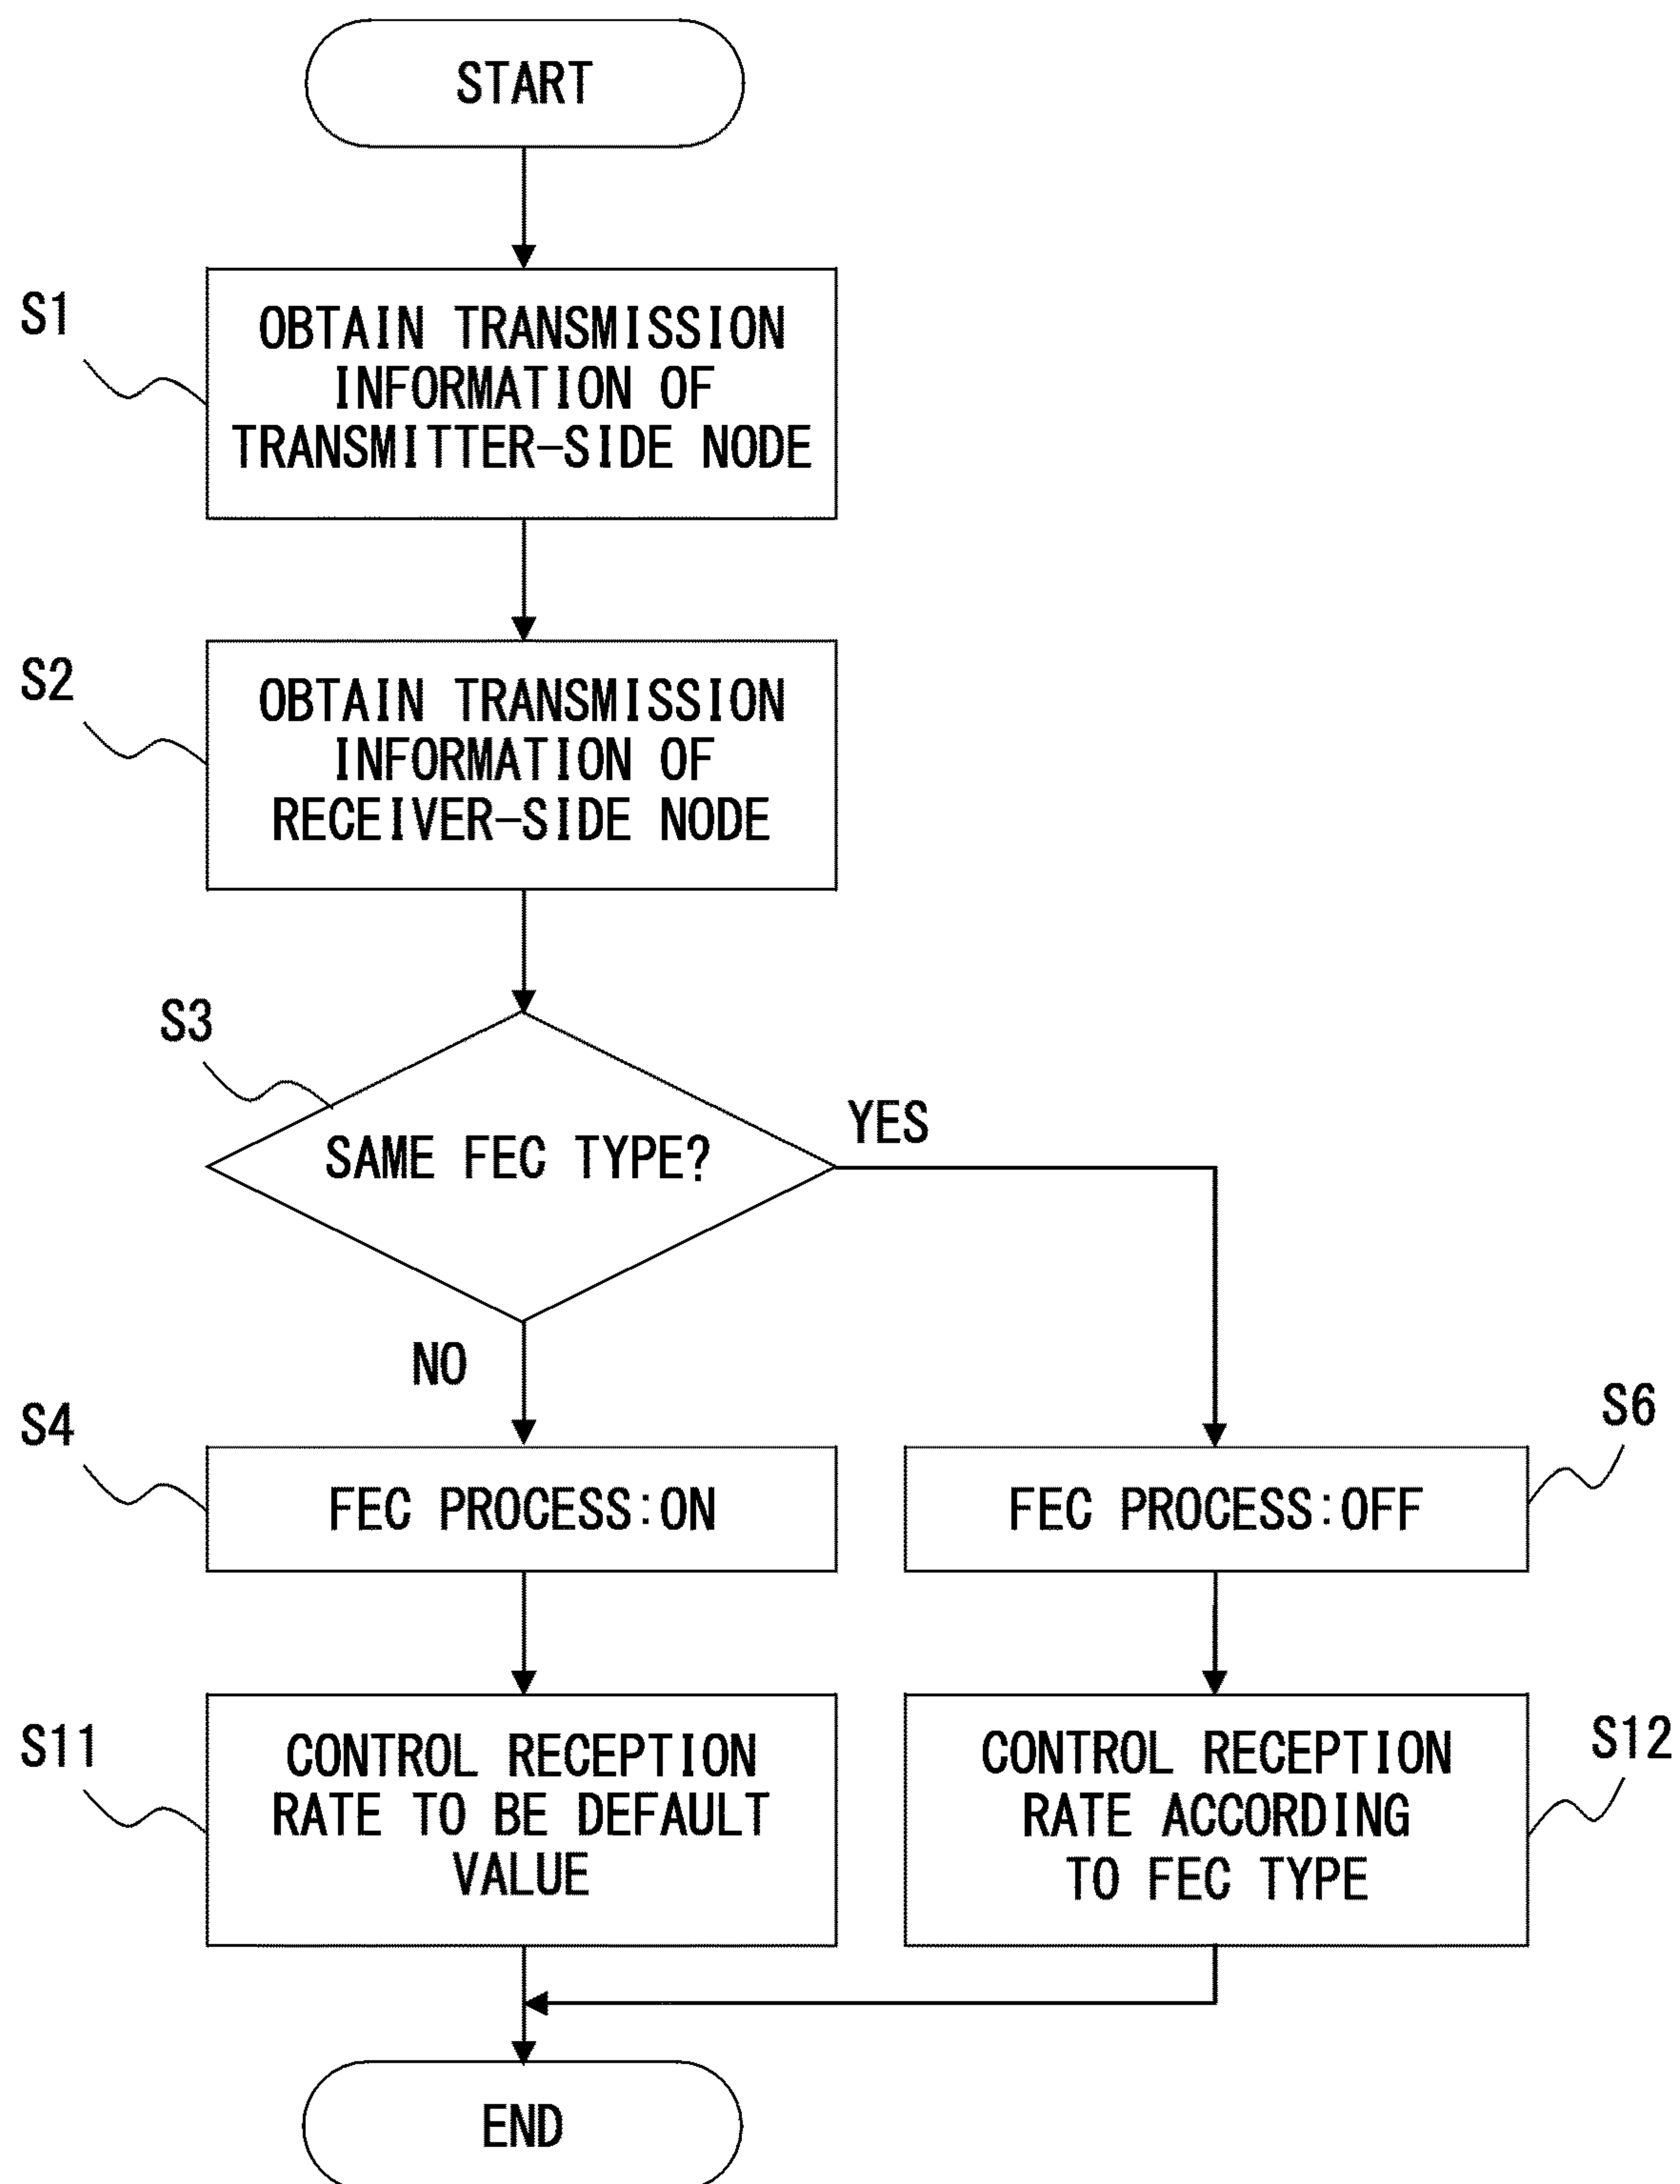 START
S1
OBTAIN TRANSMISSION
INFORMATION OF
TRANSMITTER-SIDE NODE
S2
OBTAIN TRANSMISSION
INFORMATION OF
RECEIVER-SIDE NODE
S3
SAME FEC TYPE?
YES
NO
S4
FEC PROCESS:ON
S6
FEC PROCESS:OFF
S11
CONTROL RECEPTION
RATE TO BE DEFAULT
VALUE
S12
CONTROL RECEPTION
RATE ACCORDING
TO FEC TYPE
END